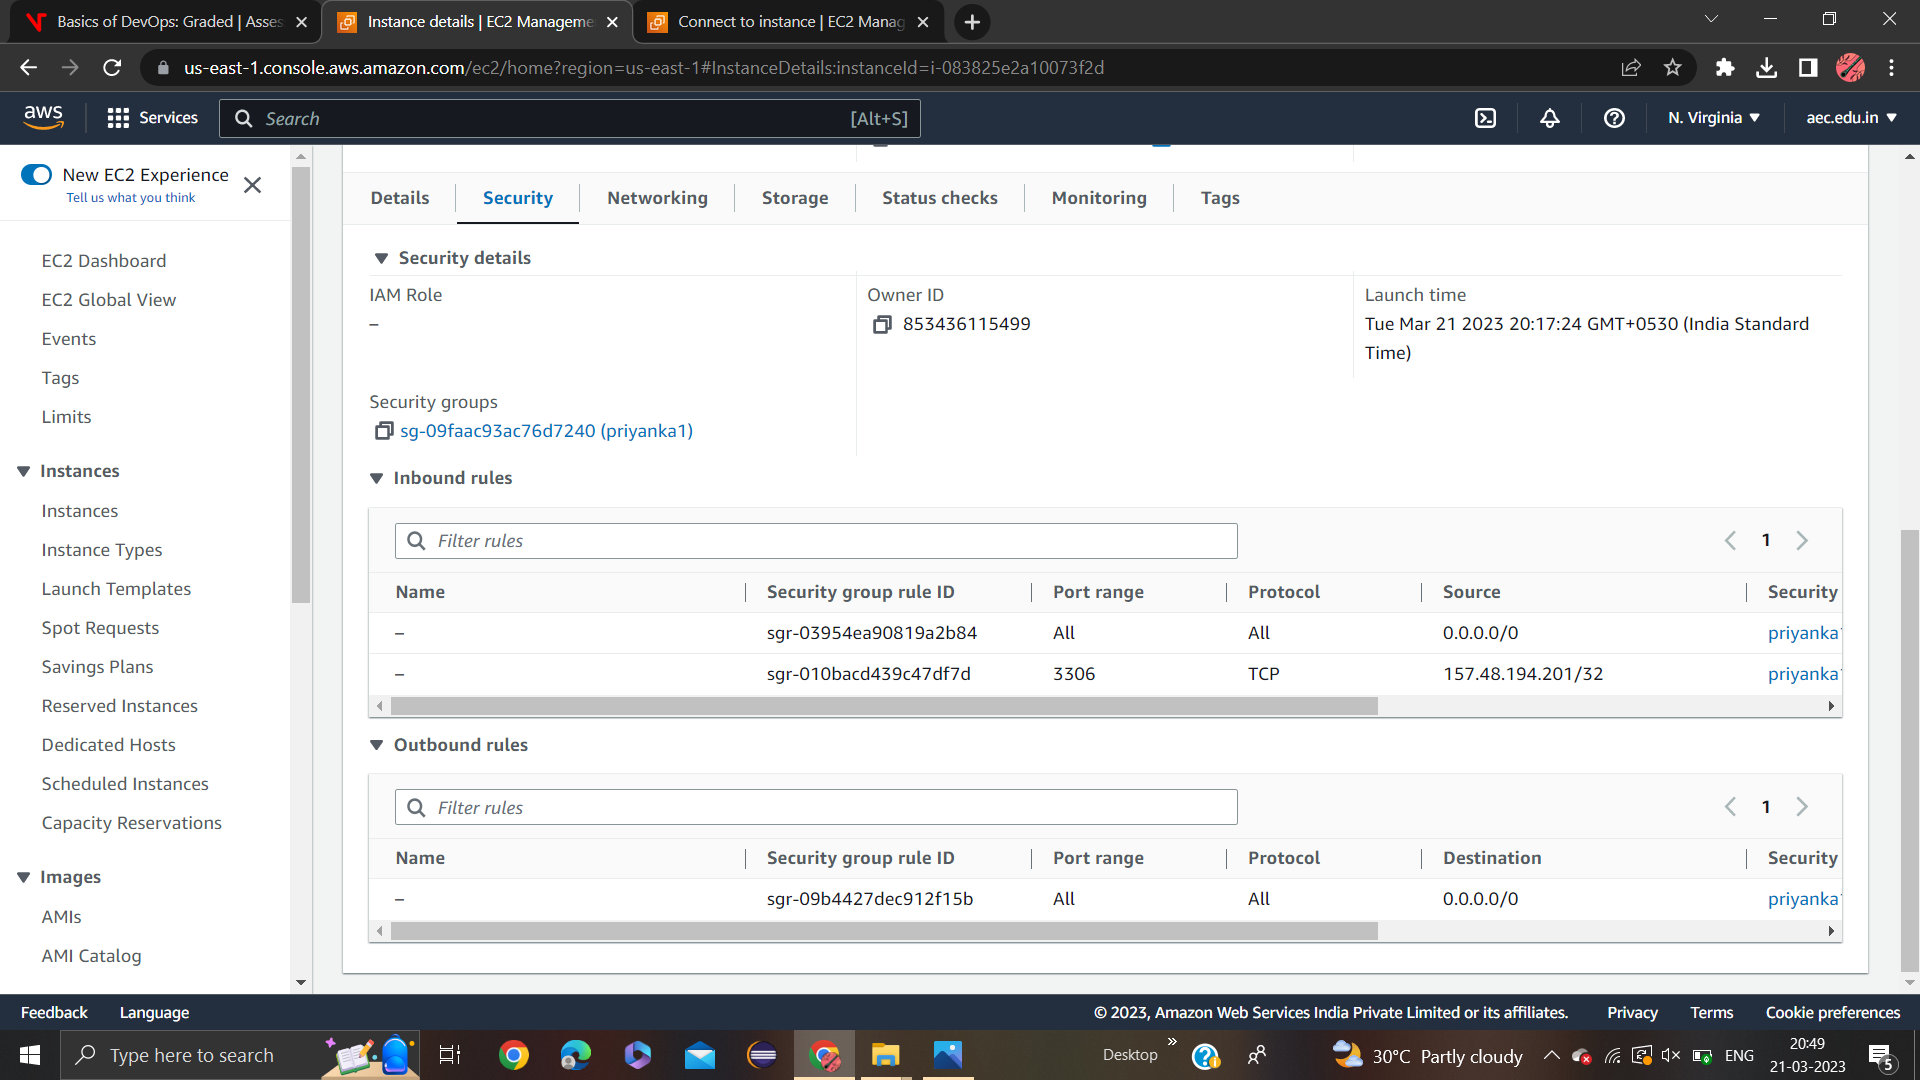 Basics of DevOps: Graded | Asses
Instance details | EC2 Manageme
Connect to instance | EC2 Manag
us-east-1.console.aws.amazon.com/ec2/home?region=us-east-1#InstanceDetails:instanceId=i-083825e2a10073f2d
aws
Services
Search
[Alt+S]
N. Virginia
aec.edu.in
New EC2 Experience
Tell us what you think
EC2 Dashboard
EC2 Global View
Events
Tags
Limits
Instances
Instances
Instance Types
Launch Templates
Spot Requests
Savings Plans
Reserved Instances
Dedicated Hosts
Scheduled Instances
Capacity Reservations
Images
AMIs
AMI Catalog
Details
Security
Networking
Storage
Status checks
Monitoring
Tags
Security details
IAM Role
–
Owner ID
853436115499
Launch time
Tue Mar 21 2023 20:17:24 GMT+0530 (India Standard
Time)
Security groups
sg-09faac93ac76d7240 (priyanka1)
Inbound rules
Filter rules
1
Name Security group rule ID Port range Protocol Source Security
– sgr-03954ea90819a2b84 All All 0.0.0.0/0 priyanka1
– sgr-010bacd439c47df7d 3306 TCP 157.48.194.201/32 priyanka1
Outbound rules
Filter rules
1
Name Security group rule ID Port range Protocol Destination Security
– sgr-09b4427dec912f15b All All 0.0.0.0/0 priyanka1
Feedback
Language
© 2023, Amazon Web Services India Private Limited or its affiliates.
Privacy
Terms
Cookie preferences
Type here to search
Desktop
30°C Partly cloudy
ENG
20:49
21-03-2023
5